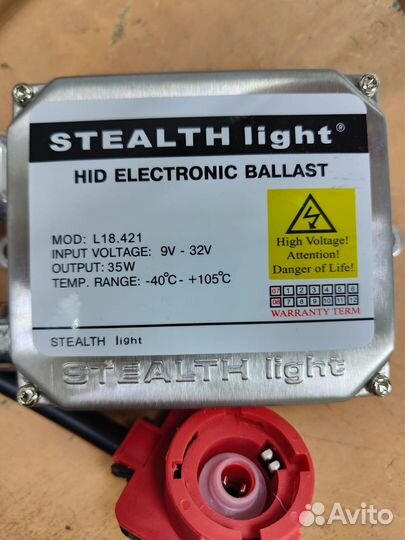 STEALTH light®
HID ELECTRONIC BALLAST
MOD: L18.421
INPUT VOLTAGE: 9V - 32V
OUTPUT: 35W
TEMP. RANGE: -40°C- +105°C
High Voltage!
Attention!
Danger of Life!
07 1 2 3 4 5 6
08 7 8 9 10 11 12
WARRANTY TERM
STEALTH light
STEALTH light
Avito